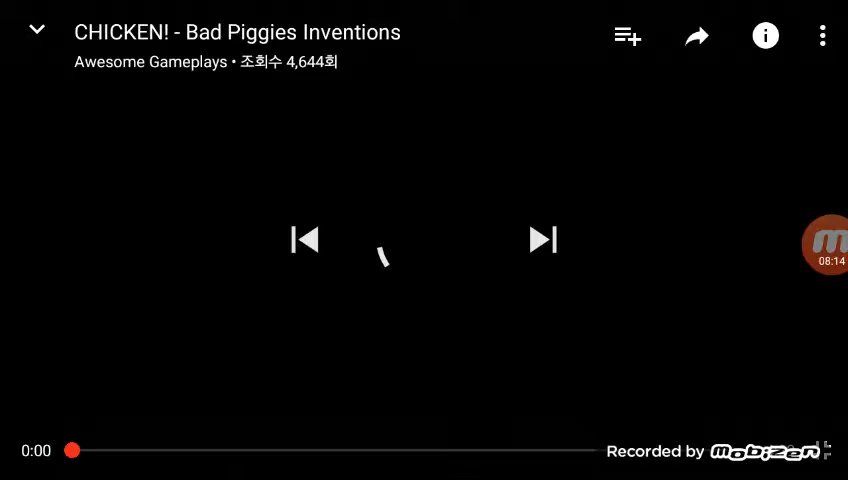 CHICKEN! - Bad Piggies Inventions
Awesome Gameplays • 조회수 4,644회
08:14
0:00
Recorded by mobizen